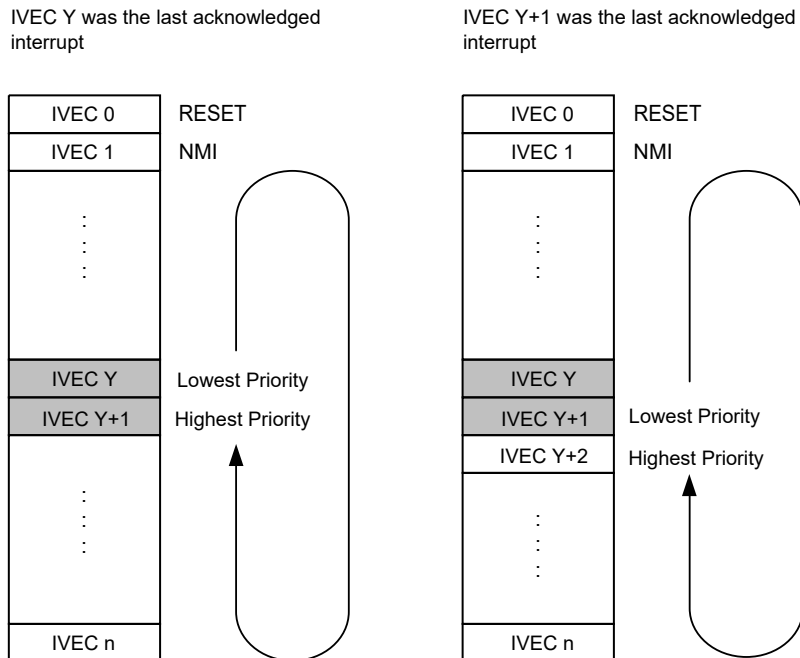 IVEC Y was the last acknowledged
interrupt
IVEC 0 RESET
IVEC 1 NMI
IVEC Y Lowest Priority
IVEC Y+1 Highest Priority
IVEC n
IVEC Y+1 was the last acknowledged
interrupt
IVEC 0 RESET
IVEC 1 NMI
IVEC Y
IVEC Y+1 Lowest Priority
IVEC Y+2 Highest Priority
IVEC n